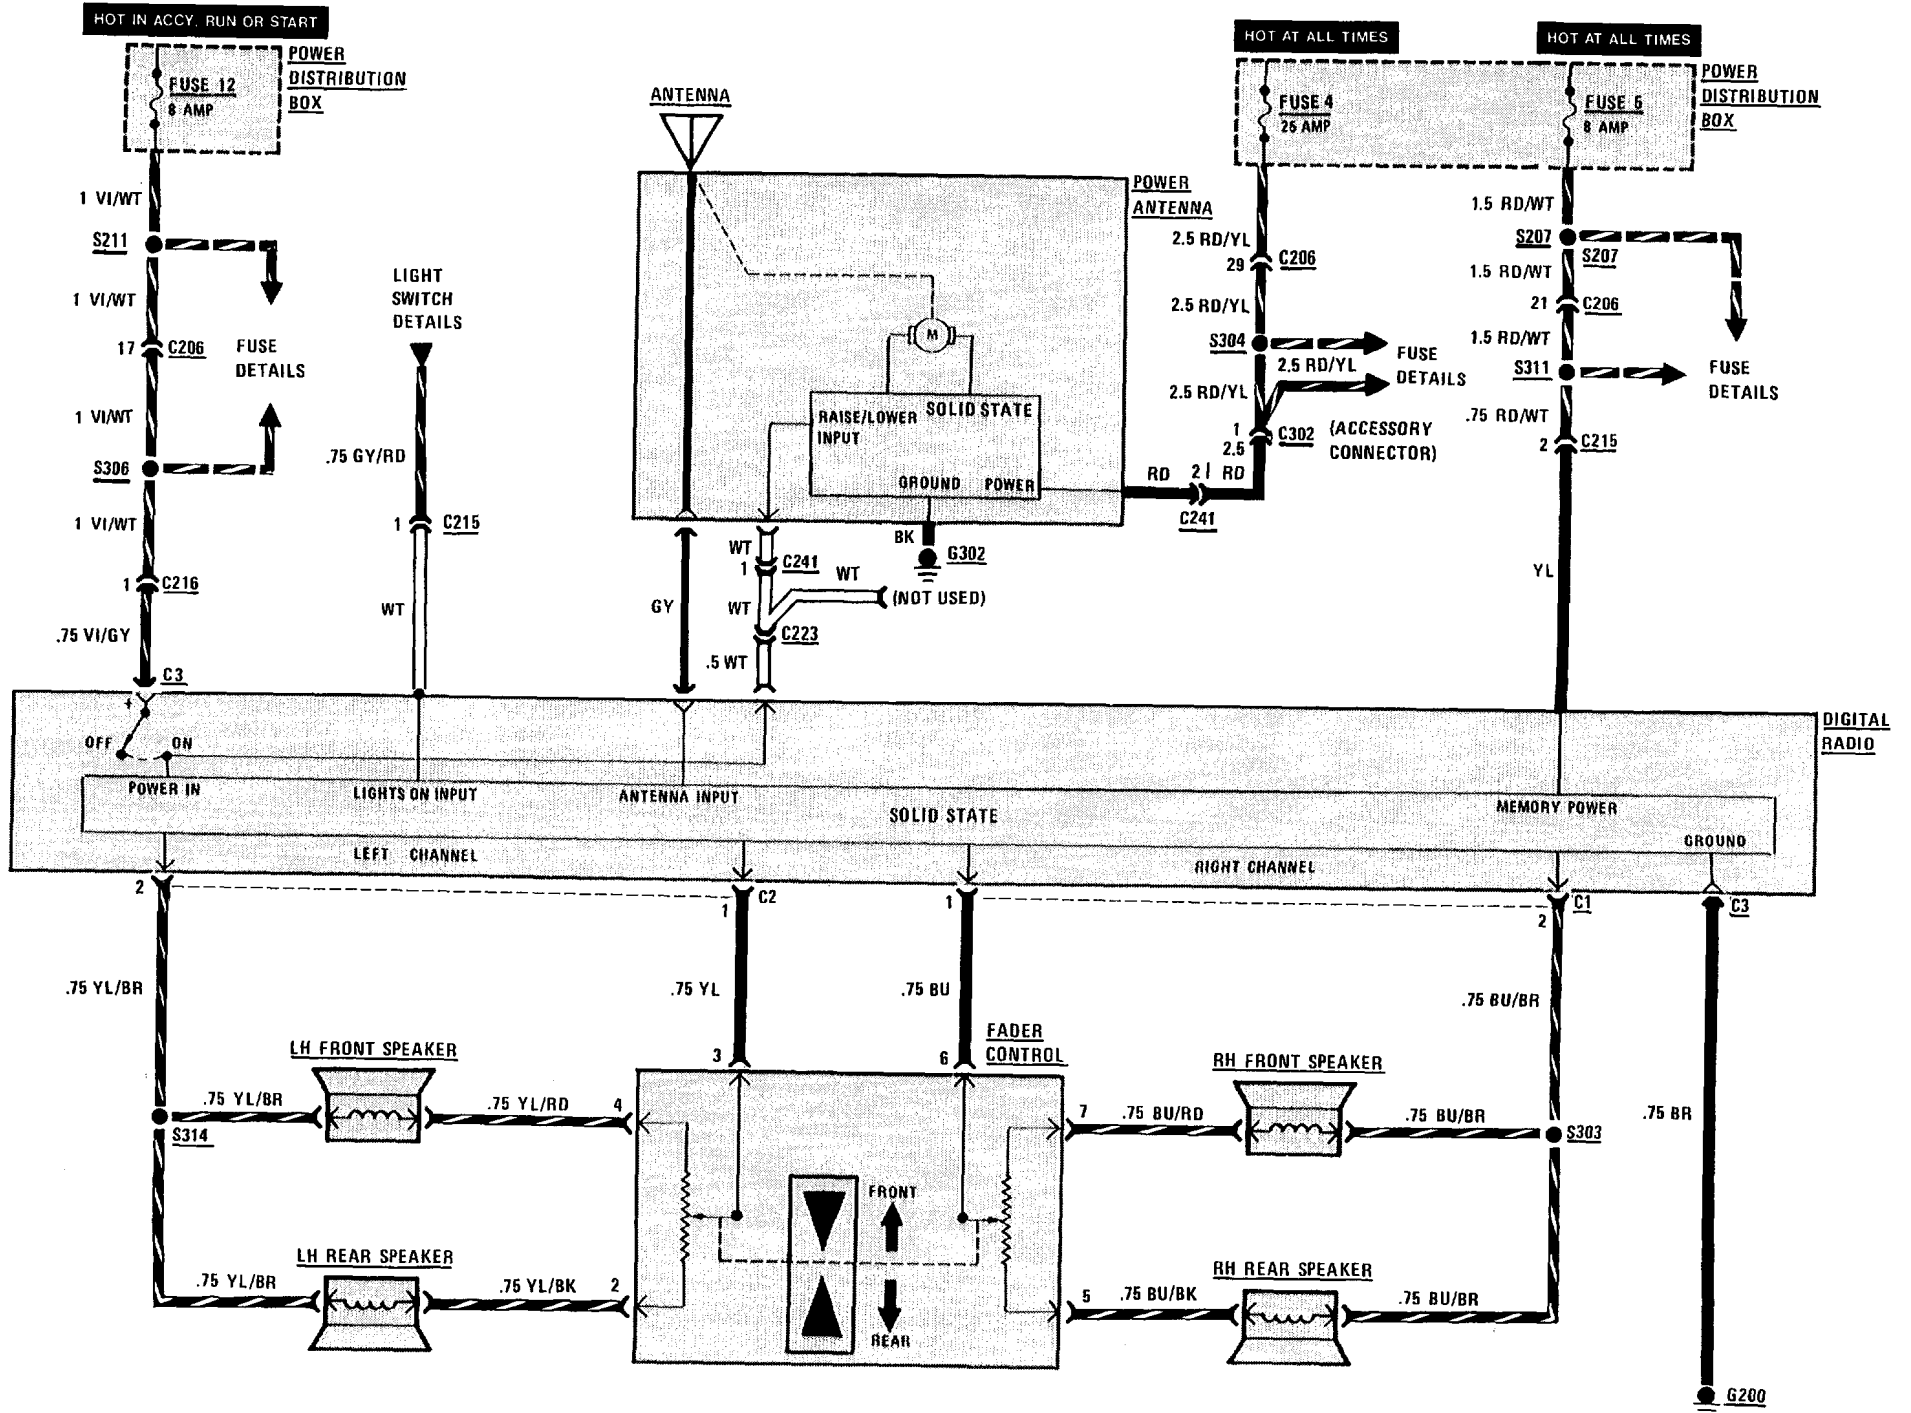 HOT IN ACCY, RUN OR START
POWER
DISTRIBUTION
BOX
FUSE 12
8 AMP
1 VI/WT
S211
1 VI/WT
17
C206
FUSE
DETAILS
1 VI/WT
S306
1 VI/WT
1
C216
.75 VI/GY
C3
LIGHT
SWITCH
DETAILS
.75 GY/RD
1
C215
WT
ANTENNA
POWER
ANTENNA
M
RAISE/LOWER
INPUT
SOLID STATE
GROUND
POWER
BK
G302
WT
1
C241
WT
(NOT USED)
WT
C223
.5 WT
GY
HOT AT ALL TIMES
HOT AT ALL TIMES
FUSE 4
25 AMP
FUSE 6
8 AMP
POWER
DISTRIBUTION
BOX
2.5 RD/YL
29
C206
2.5 RD/YL
S304
2.5 RD/YL
FUSE
DETAILS
2.5 RD/YL
1
C302
(ACCESSORY
CONNECTOR)
2.5
RD
2
RD
C241
1.5 RD/WT
S207
S207
1.5 RD/WT
21
C206
1.5 RD/WT
S311
FUSE
DETAILS
.75 RD/WT
2
C215
YL
DIGITAL
RADIO
+
OFF
ON
POWER IN
LIGHTS ON INPUT
ANTENNA INPUT
SOLID STATE
MEMORY POWER
GROUND
LEFT CHANNEL
RIGHT CHANNEL
2
1
C2
1
2
C1
C3
.75 YL/BR
.75 YL
.75 BU
.75 BU/BR
.75 BR
3
6
FADER
CONTROL
LH FRONT SPEAKER
.75 YL/BR
.75 YL/RD
4
S314
7
.75 BU/RD
RH FRONT SPEAKER
.75 BU/BR
S303
FRONT
REAR
LH REAR SPEAKER
.75 YL/BR
.75 YL/BK
2
5
.75 BU/BK
RH REAR SPEAKER
.75 BU/BR
G200